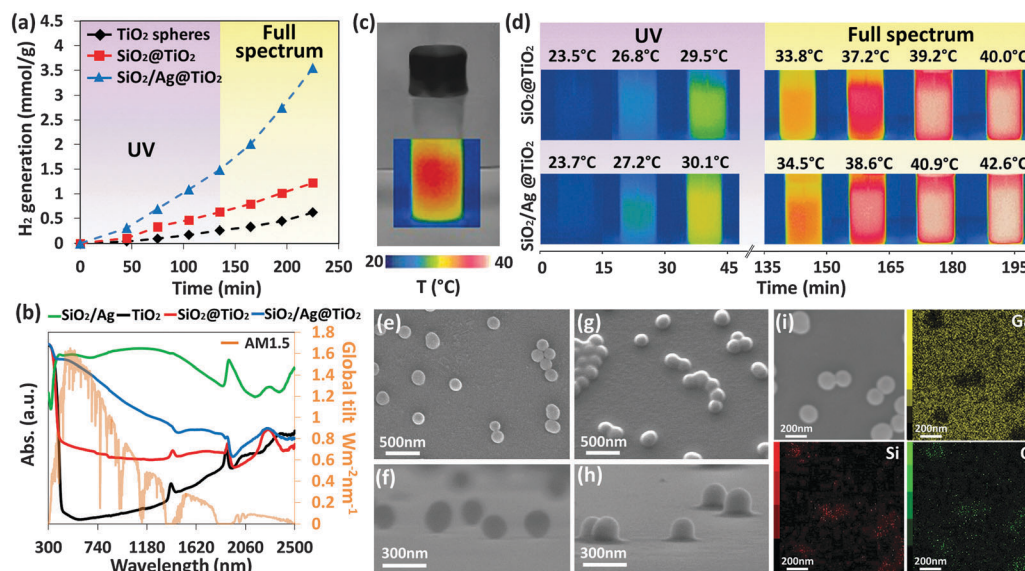 (a)
TiO₂ spheres
SiO₂@TiO₂
SiO₂/Ag@TiO₂
Full
spectrum
UV
H₂ generation (mmol/g)
4.5
4
3.5
3
2.5
2
1.5
1
0.5
0
0 50 100 150 200 250
Time (min)
(c)
20 40
T (°C)
(d)
UV Full spectrum
SiO₂@TiO₂
23.5°C 26.8°C 29.5°C 33.8°C 37.2°C 39.2°C 40.0°C
SiO₂/Ag @TiO₂
23.7°C 27.2°C 30.1°C 34.5°C 38.6°C 40.9°C 42.6°C
0 15 30 45 135 150 165 180 195
Time (min) Time (min)
(b)
SiO₂/Ag TiO₂ SiO₂@TiO₂ SiO₂/Ag@TiO₂
AM1.5
Abs. (a.u.)
1.8
1.6
1.4
1.2
1
0.8
0.6
0.4
0.2
0
Global tilt Wm⁻²nm⁻¹
300 740 1180 1620 2060 2500
Wavelength (nm)
(e)
500nm
(f)
300nm
(g)
500nm
(h)
300nm
(i)
200nm
G
200nm
Si
200nm
200nm